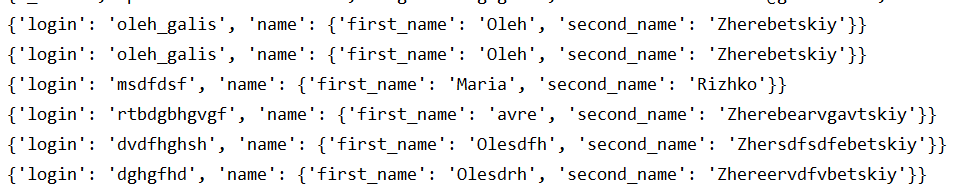 {'login': 'oleh_galis', 'name': {'first_name': 'Oleh', 'second_name': 'Zherebetskiy'}}
{'login': 'oleh_galis', 'name': {'first_name': 'Oleh', 'second_name': 'Zherebetskiy'}}
{'login': 'msdfdsf', 'name': {'first_name': 'Maria', 'second_name': 'Rizhko'}}
{'login': 'rtbdgbhgvgf', 'name': {'first_name': 'avre', 'second_name': 'Zherebearvgavtskiy'}}
{'login': 'dvdfhghsh', 'name': {'first_name': 'Olesdfh', 'second_name': 'Zhersdfsdfebetskiy'}}
{'login': 'dghgfhd', 'name': {'first_name': 'Olesdrh', 'second_name': 'Zhereervdfvbetskiy'}}